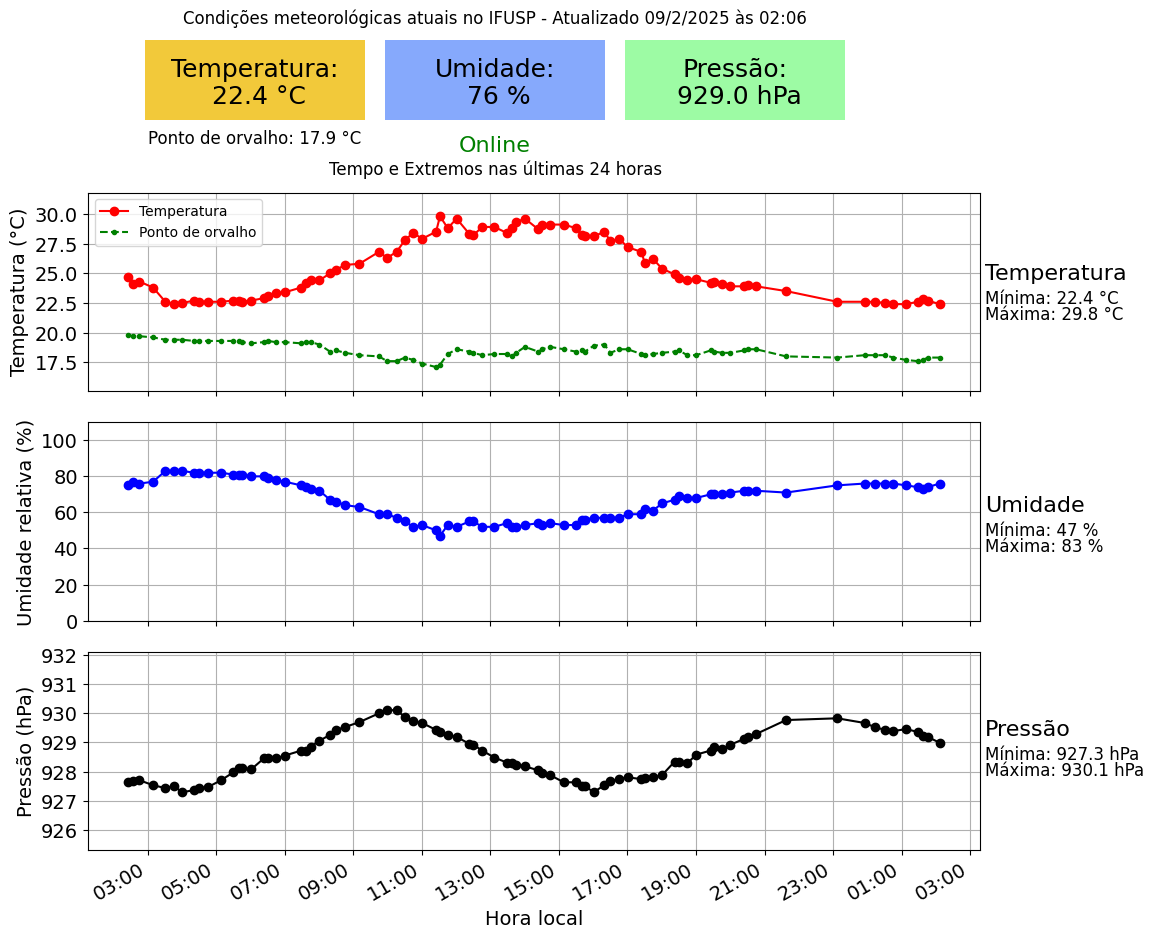 Condições meteorológicas atuais no IFUSP - Atualizado 09/2/2025 às 02:06
Temperatura:
22.4 °C
Umidade:
76 %
Pressão:
929.0 hPa
Ponto de orvalho: 17.9 °C
Online
Tempo e Extremos nas últimas 24 horas
Temperatura (°C)
30.0
27.5
25.0
22.5
20.0
17.5
Temperatura
Ponto de orvalho
Temperatura
Mínima: 22.4 °C
Máxima: 29.8 °C
Umidade relativa (%)
100
80
60
40
20
0
Umidade
Mínima: 47 %
Máxima: 83 %
Pressão (hPa)
932
931
930
929
928
927
926
Pressão
Mínima: 927.3 hPa
Máxima: 930.1 hPa
03:00 05:00 07:00 09:00 11:00 13:00 15:00 17:00 19:00 21:00 23:00 01:00 03:00
Hora local